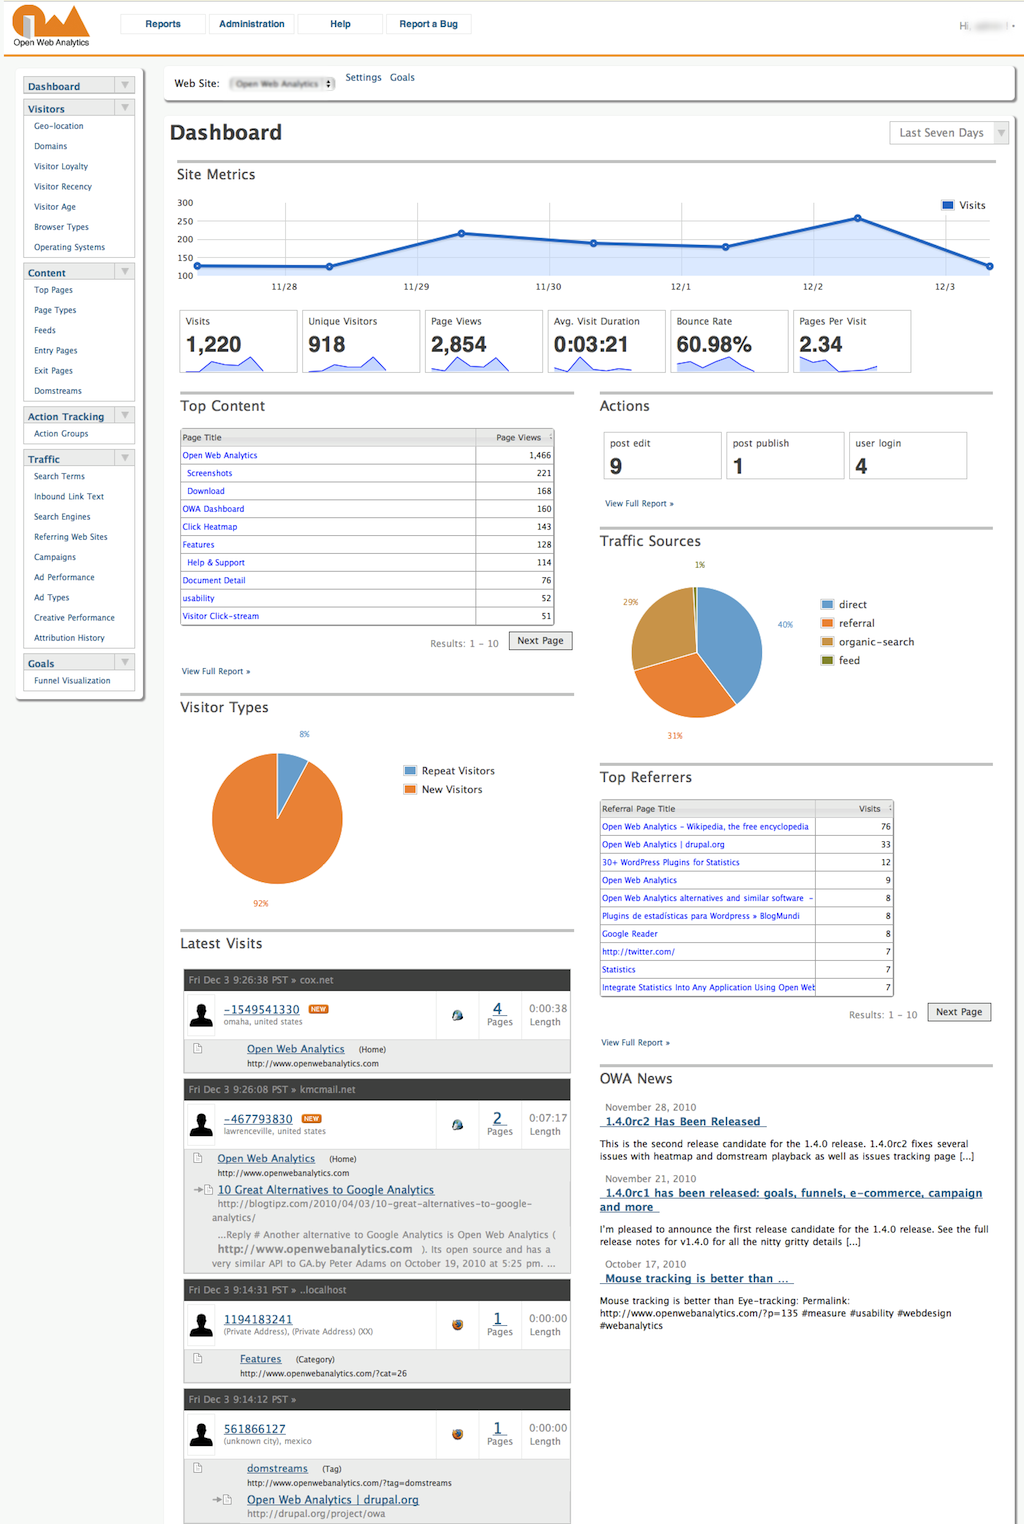 Open Web Analytics
Reports
Administration
Help
Report a Bug
Hi,
Dashboard
Visitors
Geo-location
Domains
Visitor Loyalty
Visitor Recency
Visitor Age
Browser Types
Operating Systems
Content
Top Pages
Page Types
Feeds
Entry Pages
Exit Pages
Domstreams
Action Tracking
Action Groups
Traffic
Search Terms
Inbound Link Text
Search Engines
Referring Web Sites
Campaigns
Ad Performance
Ad Types
Creative Performance
Attribution History
Goals
Funnel Visualization
Web Site: Open Web Analytics Settings Goals
Dashboard
Last Seven Days
Site Metrics
Visits
300
250
200
150
100
11/28 11/29 11/30 12/1 12/2 12/3
Visits
1,220
Unique Visitors
918
Page Views
2,854
Avg. Visit Duration
0:03:21
Bounce Rate
60.98%
Pages Per Visit
2.34
Top Content
Page Title Page Views
Open Web Analytics 1,466
Screenshots 221
Download 168
OWA Dashboard 160
Click Heatmap 143
Features 128
Help & Support 114
Document Detail 76
usability 52
Visitor Click-stream 51
Results: 1 - 10 Next Page
View Full Report »
Visitor Types
8%
92%
Repeat Visitors
New Visitors
Latest Visits
Fri Dec 3 9:26:38 PST » cox.net
-1549541330 NEW
omaha, united states
4
Pages
0:00:38
Length
Open Web Analytics (Home)
http://www.openwebanalytics.com
Fri Dec 3 9:26:08 PST » kmcmail.net
-467793830 NEW
lawrenceville, united states
2
Pages
0:07:17
Length
Open Web Analytics (Home)
http://www.openwebanalytics.com
10 Great Alternatives to Google Analytics
http://blogtipz.com/2010/04/03/10-great-alternatives-to-google-
analytics/
...Reply # Another alternative to Google Analytics is Open Web Analytics (
http://www.openwebanalytics.com ). Its open source and has a
very similar API to GA.by Peter Adams on October 19, 2010 at 5:25 pm. ...
Fri Dec 3 9:14:31 PST » ..localhost
1194183241
(Private Address), (Private Address) (XX)
1
Pages
0:00:00
Length
Features (Category)
http://www.openwebanalytics.com/?cat=26
Fri Dec 3 9:14:12 PST »
561866127
(unknown city), mexico
1
Pages
0:00:00
Length
domstreams (Tag)
http://www.openwebanalytics.com/?tag=domstreams
Open Web Analytics | drupal.org
http://drupal.org/project/owa
Actions
post edit
9
post publish
1
user login
4
View Full Report »
Traffic Sources
1%
29%
40%
31%
direct
referral
organic-search
feed
Top Referrers
Referral Page Title Visits
Open Web Analytics - Wikipedia, the free encyclopedia 76
Open Web Analytics | drupal.org 33
30+ WordPress Plugins for Statistics 12
Open Web Analytics 9
Open Web Analytics alternatives and similar software - 8
Plugins de estadísticas para Wordpress » BlogMundi 8
Google Reader 8
http://twitter.com/ 7
Statistics 7
Integrate Statistics Into Any Application Using Open Web 7
Results: 1 - 10 Next Page
View Full Report »
OWA News
November 28, 2010
1.4.0rc2 Has Been Released
This is the second release candidate for the 1.4.0 release. 1.4.0rc2 fixes several
issues with heatmap and domstream playback as well as issues tracking page [...]
November 21, 2010
1.4.0rc1 has been released: goals, funnels, e-commerce, campaign
and more
I'm pleased to announce the first release candidate for the 1.4.0 release. See the full
release notes for v1.4.0 for all the nitty gritty details [...]
October 17, 2010
Mouse tracking is better than ...
Mouse tracking is better than Eye-tracking: Permalink:
http://www.openwebanalytics.com/?p=135 #measure #usability #webdesign
#webanalytics